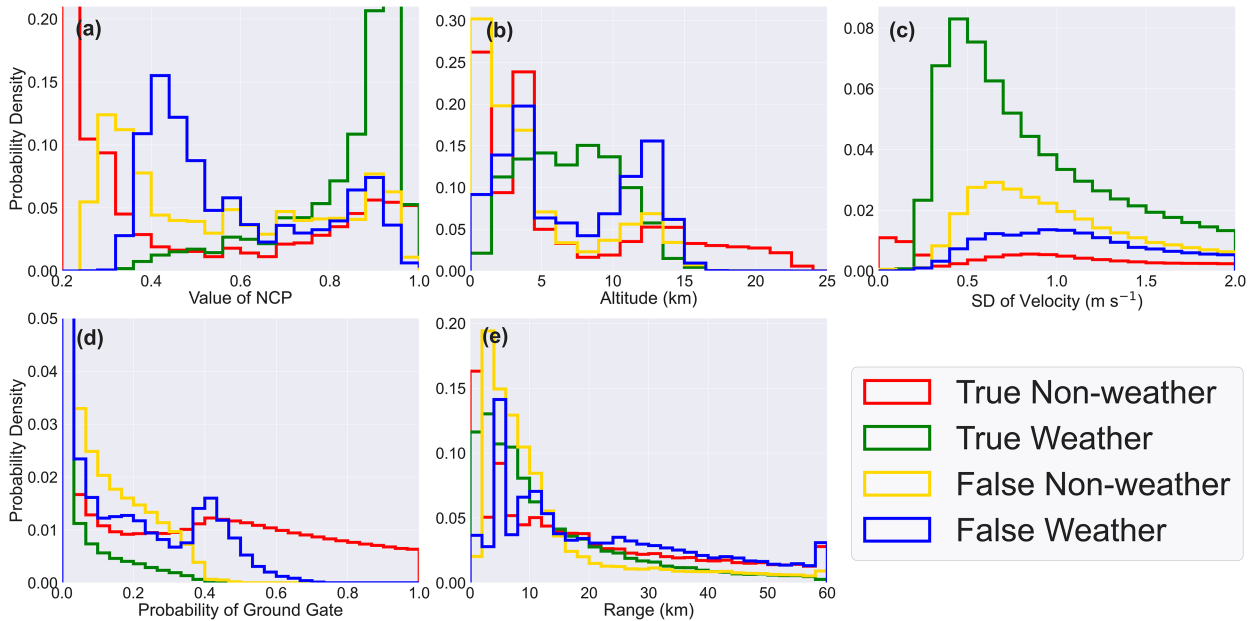 (a)
Probability Density
0.20
0.15
0.10
0.05
0.00
0.2 0.4 0.6 0.8 1.0
Value of NCP
(b)
0.30
0.25
0.20
0.15
0.10
0.05
0.00
0 5 10 15 20 25
Altitude (km)
(c)
0.08
0.06
0.04
0.02
0.00
0.0 0.5 1.0 1.5 2.0
SD of Velocity (m s⁻¹)
(d)
Probability Density
0.05
0.04
0.03
0.02
0.01
0.00
0.0 0.2 0.4 0.6 0.8 1.0
Probability of Ground Gate
(e)
0.20
0.15
0.10
0.05
0.00
0 10 20 30 40 50 60
Range (km)
True Non-weather
True Weather
False Non-weather
False Weather